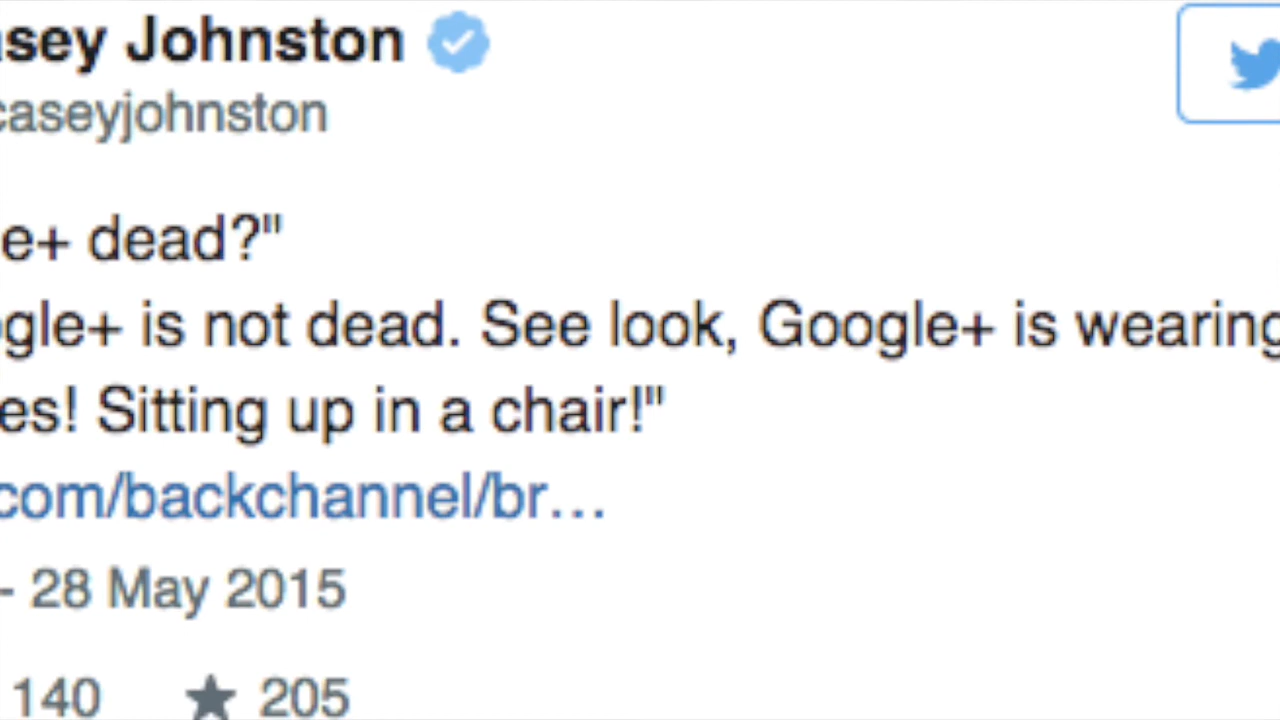 asey Johnston
caseyjohnston
e+ dead?"
gle+ is not dead. See look, Google+ is wearing
es! Sitting up in a chair!"
com/backchannel/br…
- 28 May 2015
140 205